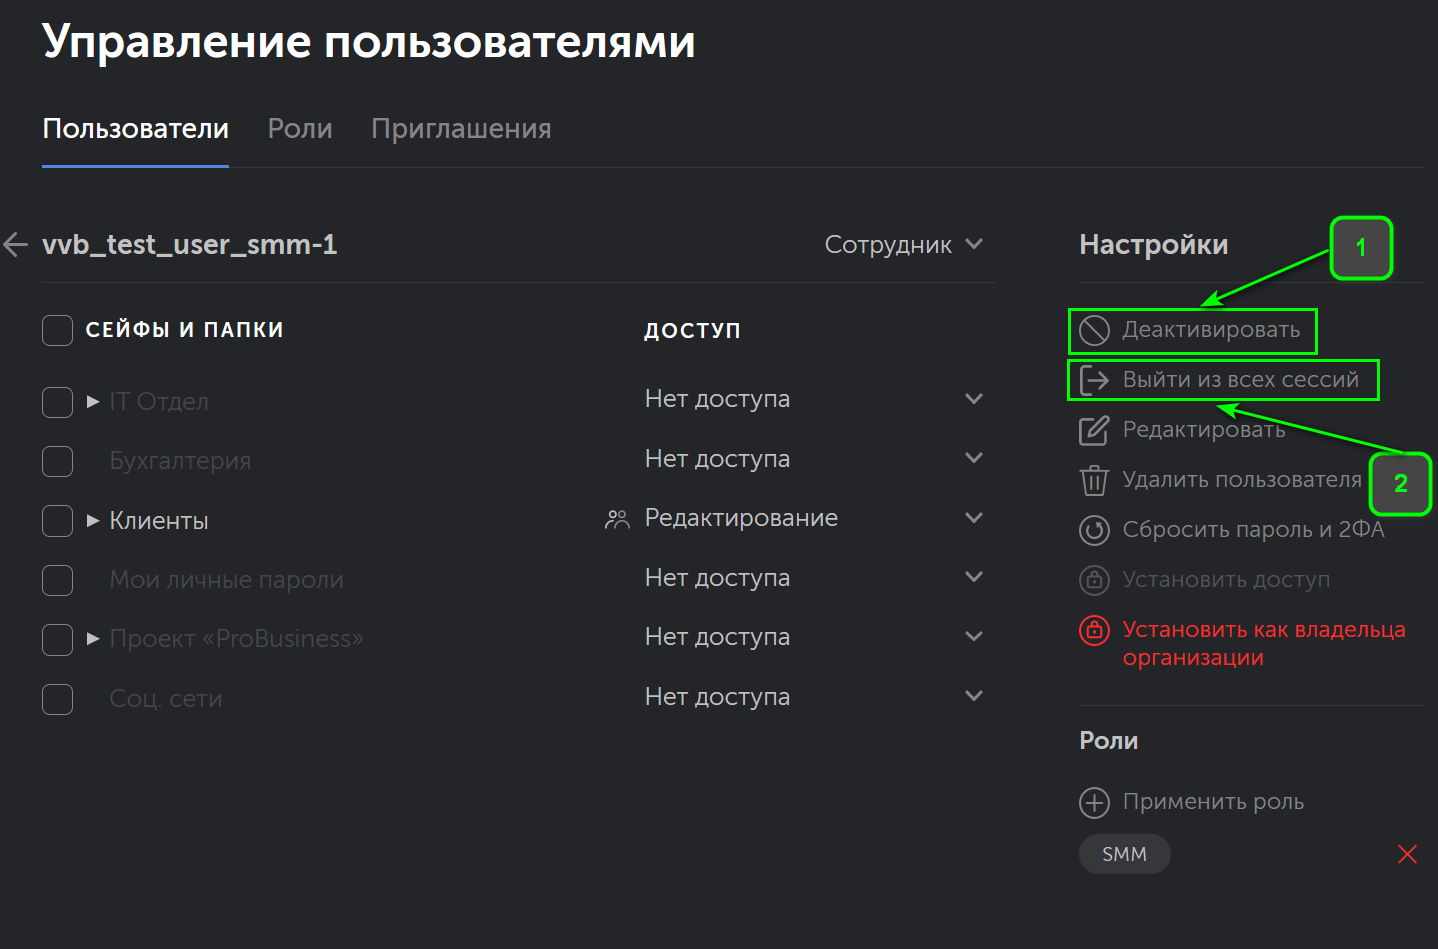 Управление пользователями
Пользователи Роли Приглашения
vvb_test_user_smm-1 Сотрудник
СЕЙФЫ И ПАПКИ ДОСТУП
IT Отдел Нет доступа
Бухгалтерия Нет доступа
Клиенты Редактирование
Мои личные пароли Нет доступа
Проект «ProBusiness» Нет доступа
Соц. сети Нет доступа
Настройки 1
Деактивировать
Выйти из всех сессий
Редактировать
Удалить пользователя 2
Сбросить пароль и 2ФА
Установить доступ
Установить как владельца
организации
Роли
Применить роль
SMM